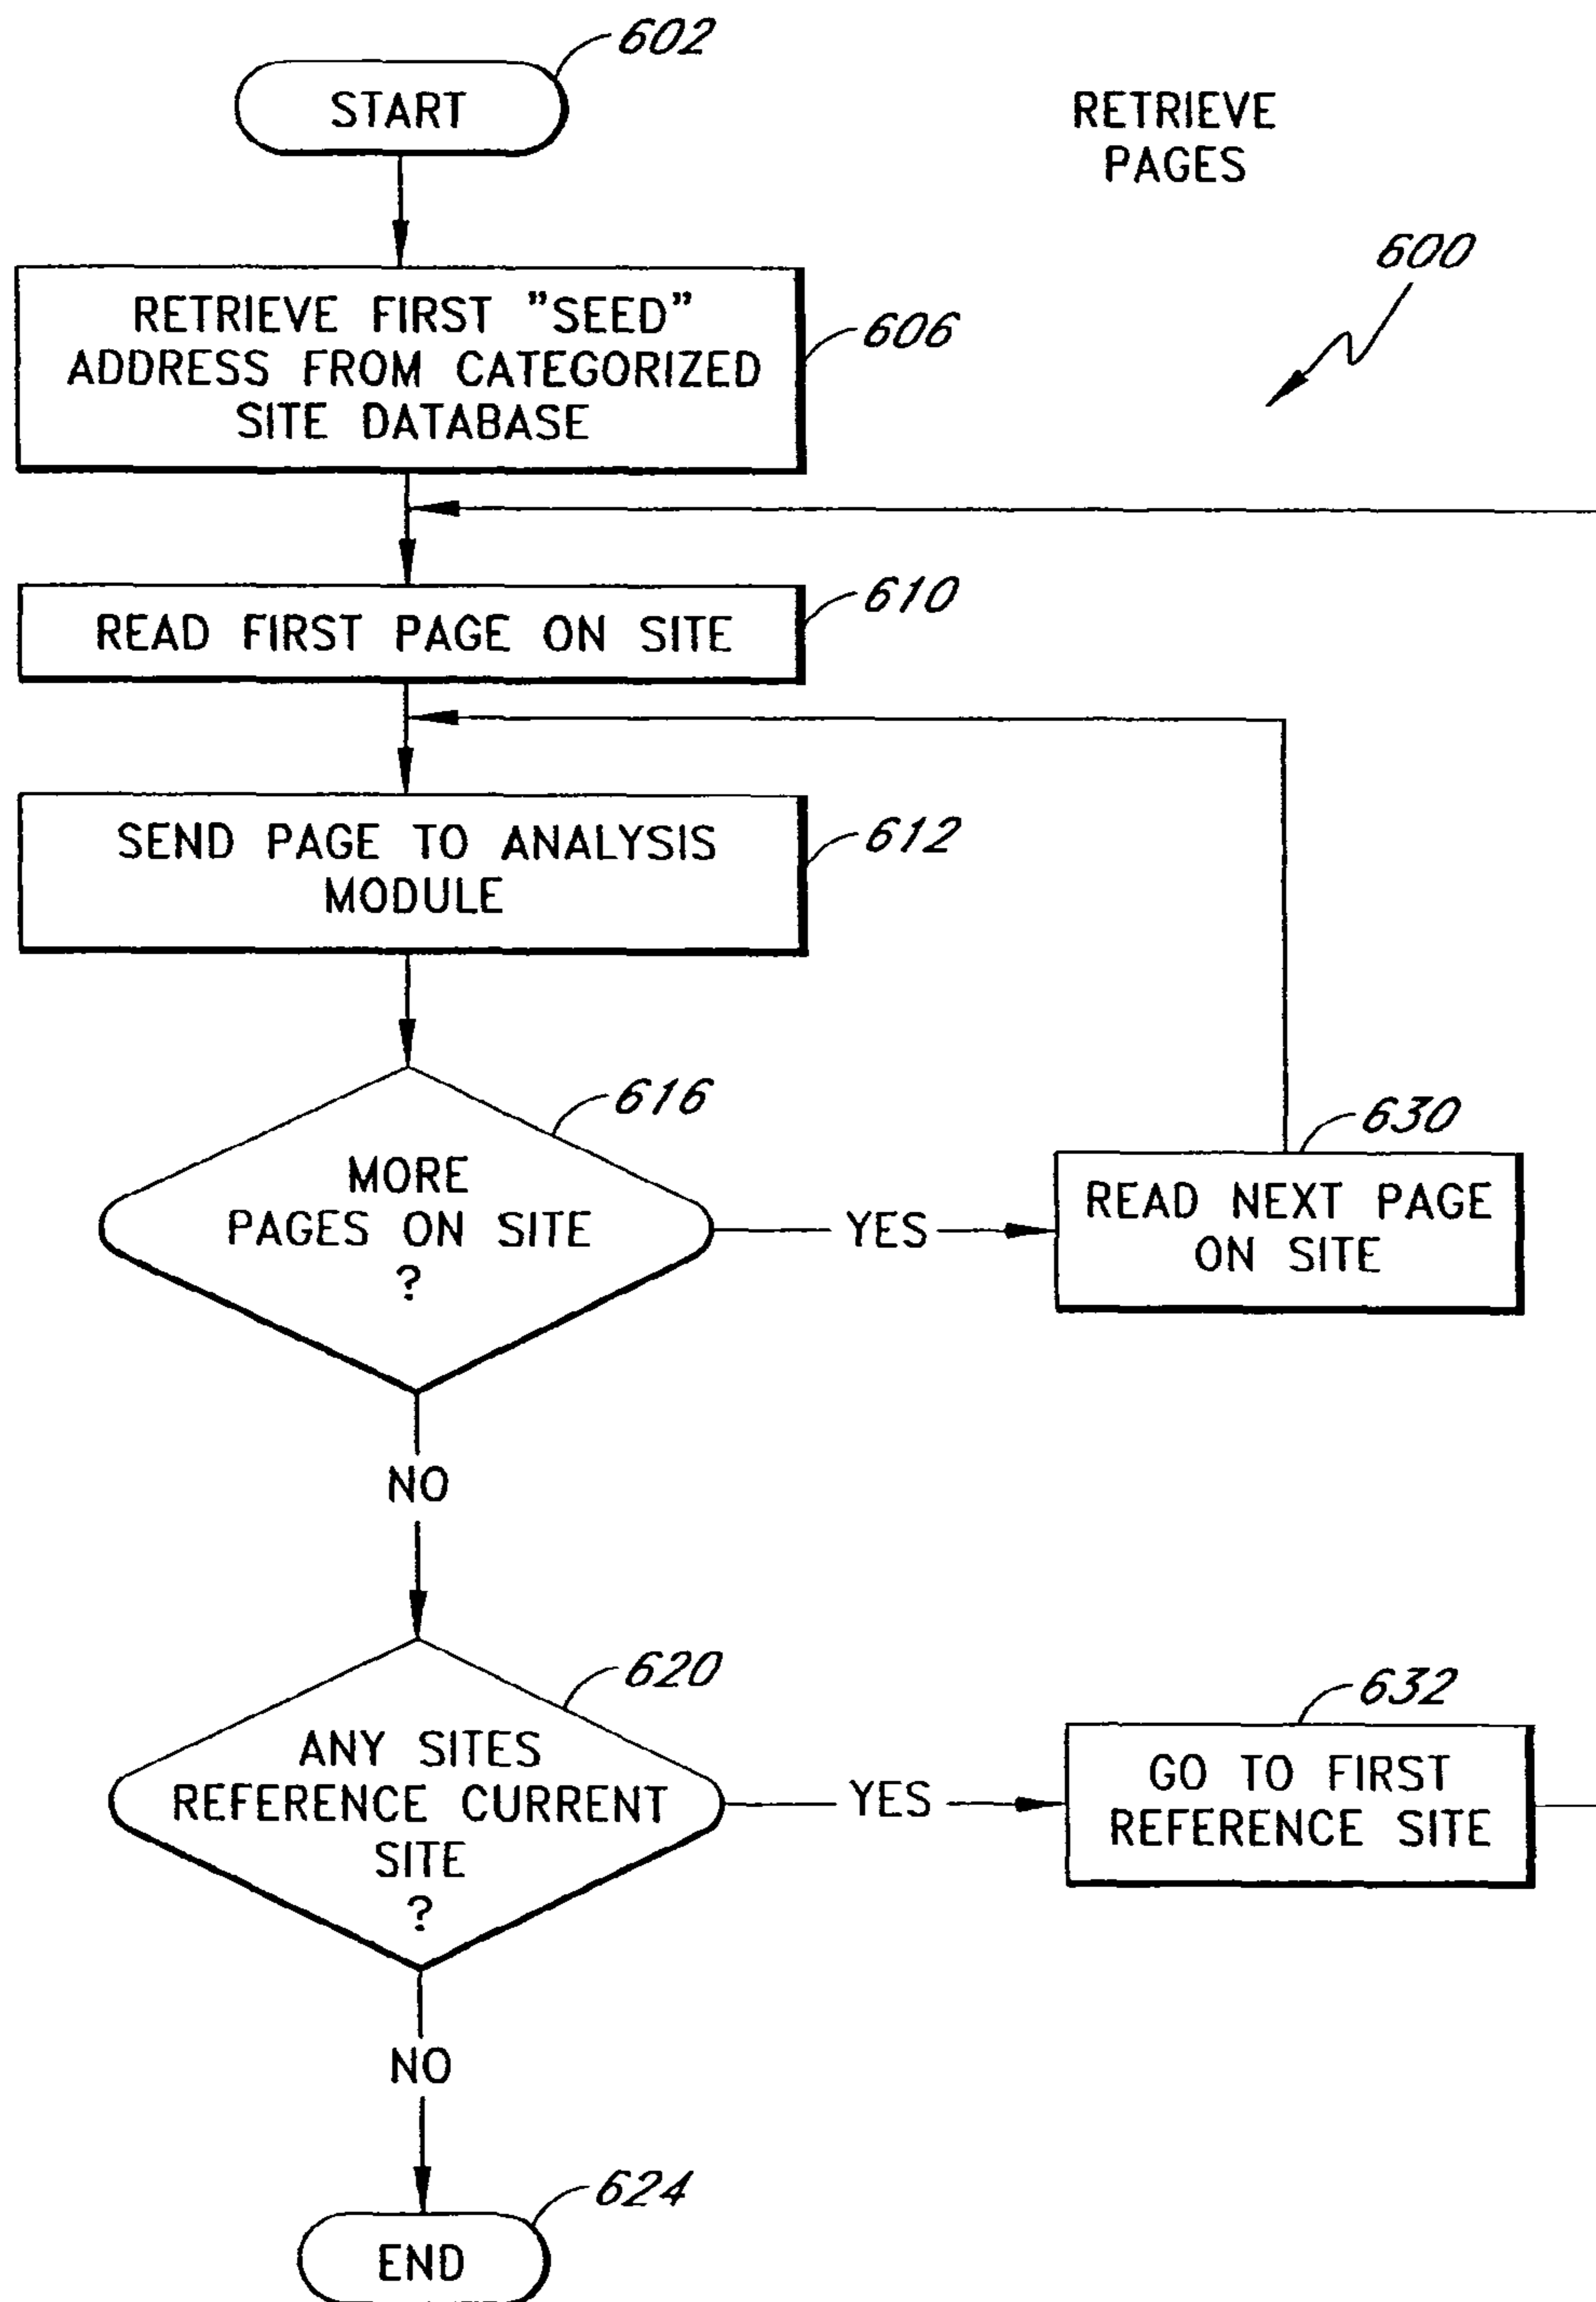 602
START
RETRIEVE
PAGES
600
RETRIEVE FIRST "SEED"
ADDRESS FROM CATEGORIZED
SITE DATABASE
606
READ FIRST PAGE ON SITE
610
SEND PAGE TO ANALYSIS
MODULE
612
616
MORE
PAGES ON SITE
?
YES
630
READ NEXT PAGE
ON SITE
NO
620
ANY SITES
REFERENCE CURRENT
SITE
?
YES
632
GO TO FIRST
REFERENCE SITE
NO
624
END